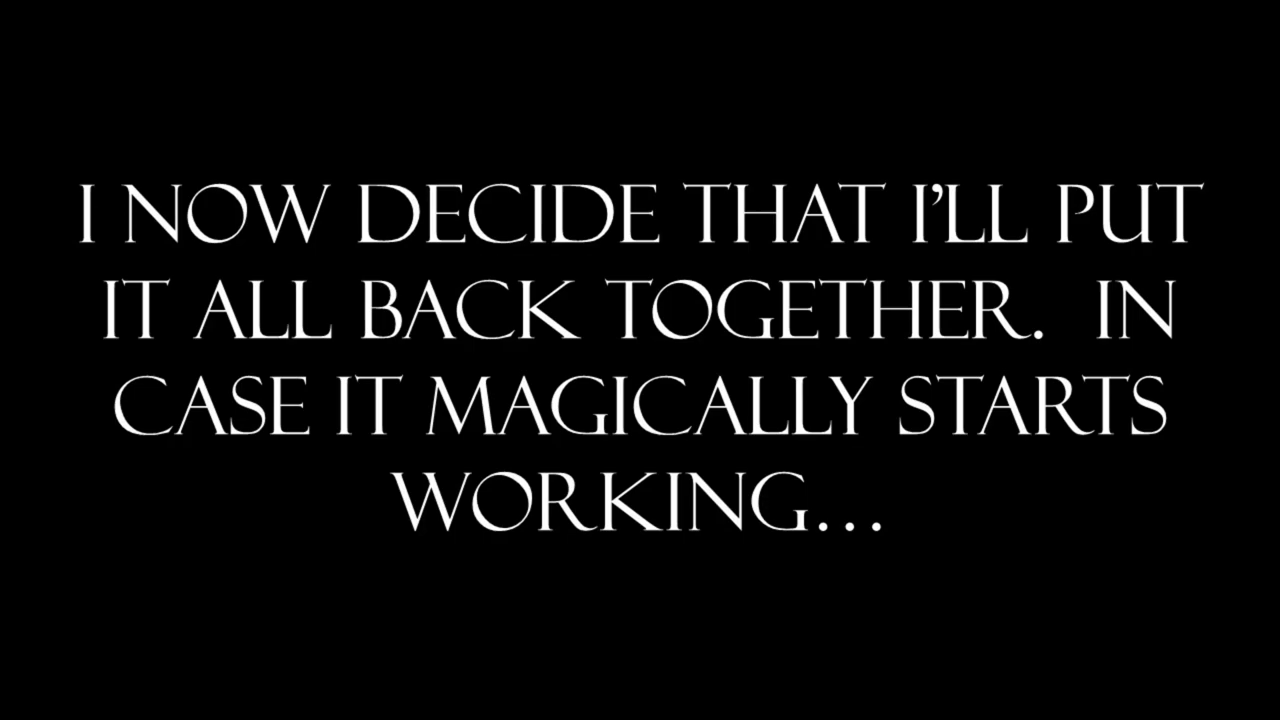 I NOW DECIDE THAT I’LL PUT
IT ALL BACK TOGETHER.  IN
CASE IT MAGICALLY STARTS
WORKING...